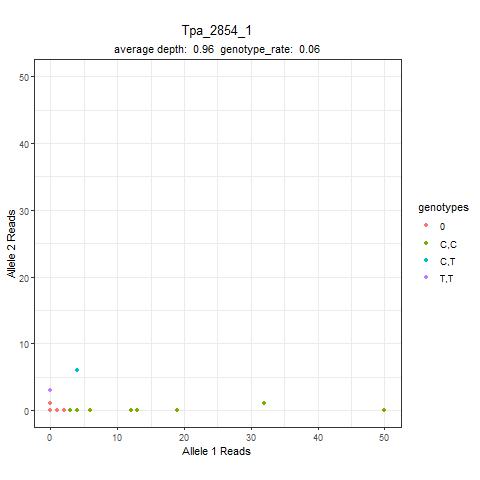 Tpa_2854_1
average depth:  0.96  genotype_rate:  0.06
50
40
30
20
10
0
Allele 2 Reads
0 10 20 30 40 50
Allele 1 Reads
genotypes
0
C,C
C,T
T,T